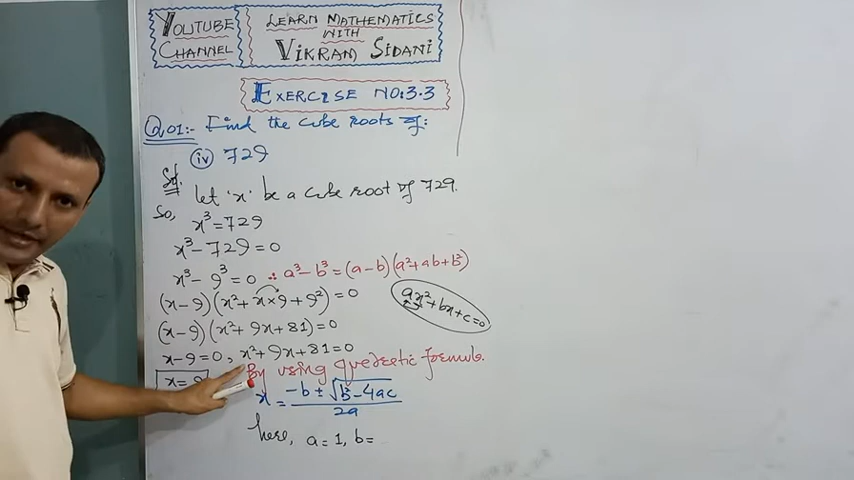 YOUTUBE CHANNEL
LEARN MATHEMATICS WITH VIKRAM SIDANI
EXERCISE NO:3.3
Q.01:- Find the cube roots of:
(iv) 729
Sol.
Let 'x' be a cube root of 729.
So, x³=729
x³-729=0
x³-9³=0 ∵ a³-b³=(a-b)(a²+ab+b²)
(x-9)(x²+x×9+9²)=0
ax²+bx+c=0
(x-9)(x²+9x+81)=0
x-9=0, x²+9x+81=0
x=9
By using quadratic formula.
x = -b±√b²-4ac / 2a
here, a=1, b=